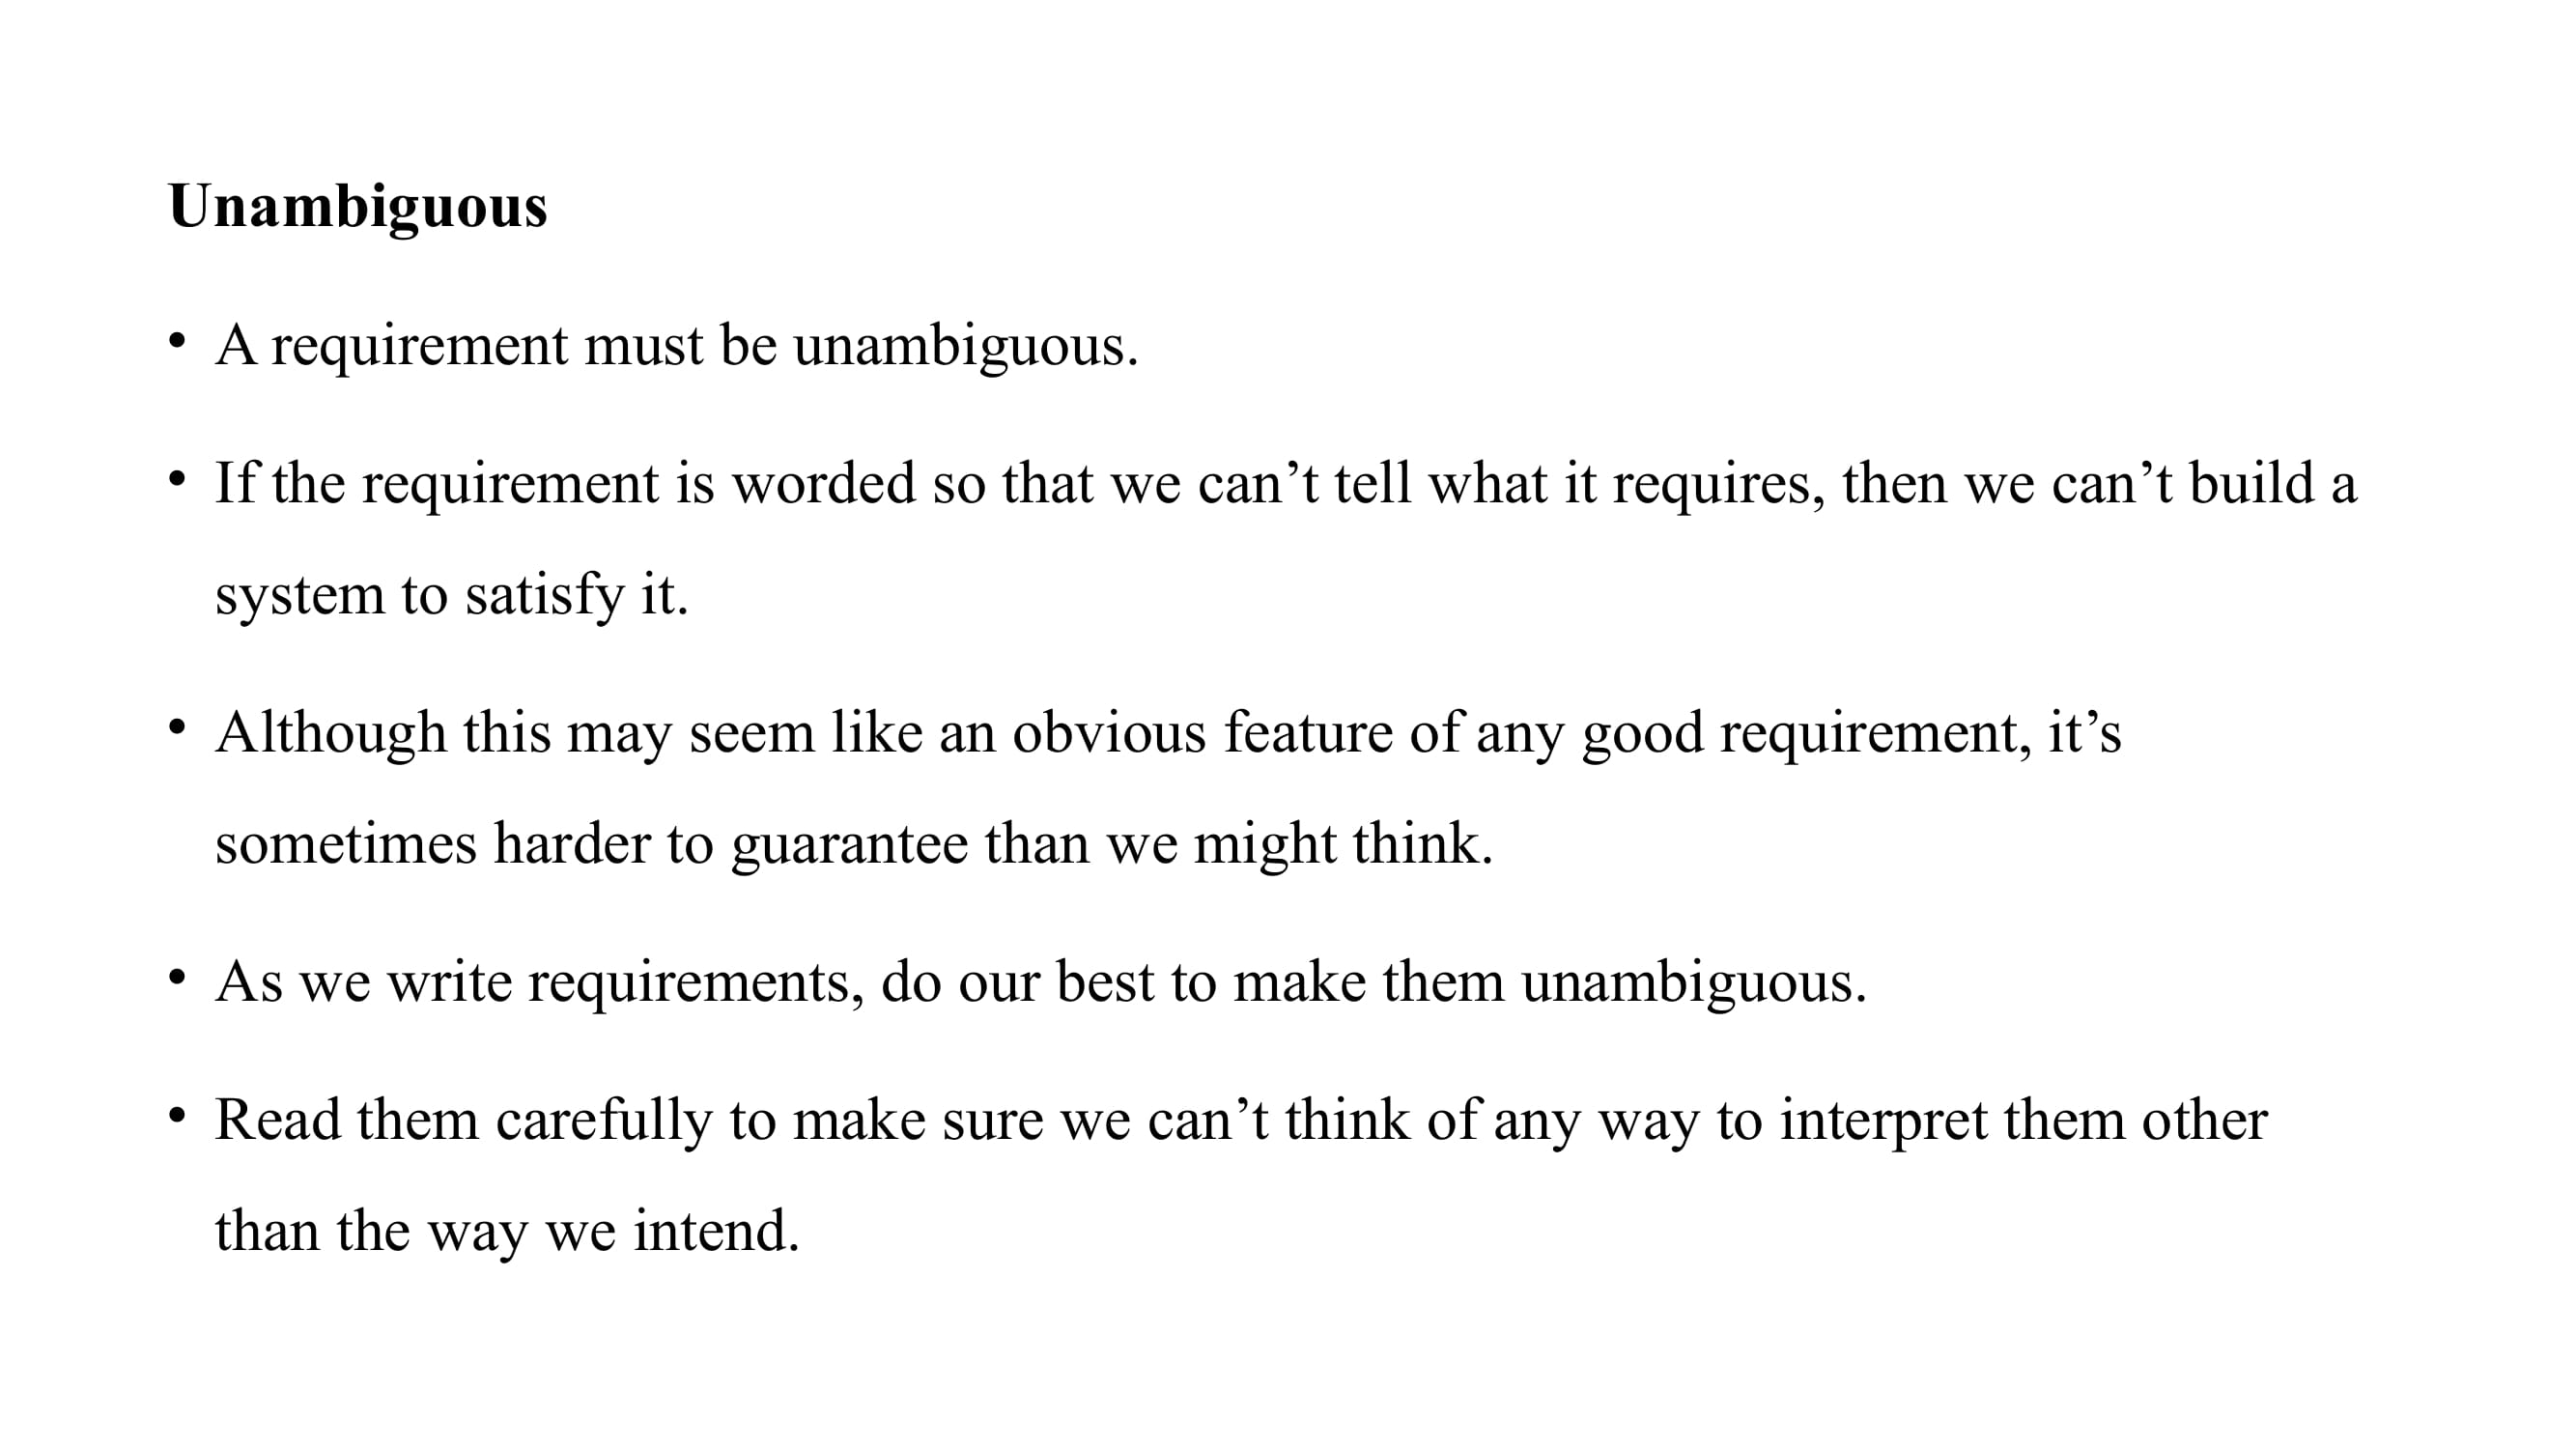 Unambiguous
• A requirement must be unambiguous.
• If the requirement is worded so that we can’t tell what it requires, then we can’t build a
system to satisfy it.
• Although this may seem like an obvious feature of any good requirement, it’s
sometimes harder to guarantee than we might think.
• As we write requirements, do our best to make them unambiguous.
• Read them carefully to make sure we can’t think of any way to interpret them other
than the way we intend.